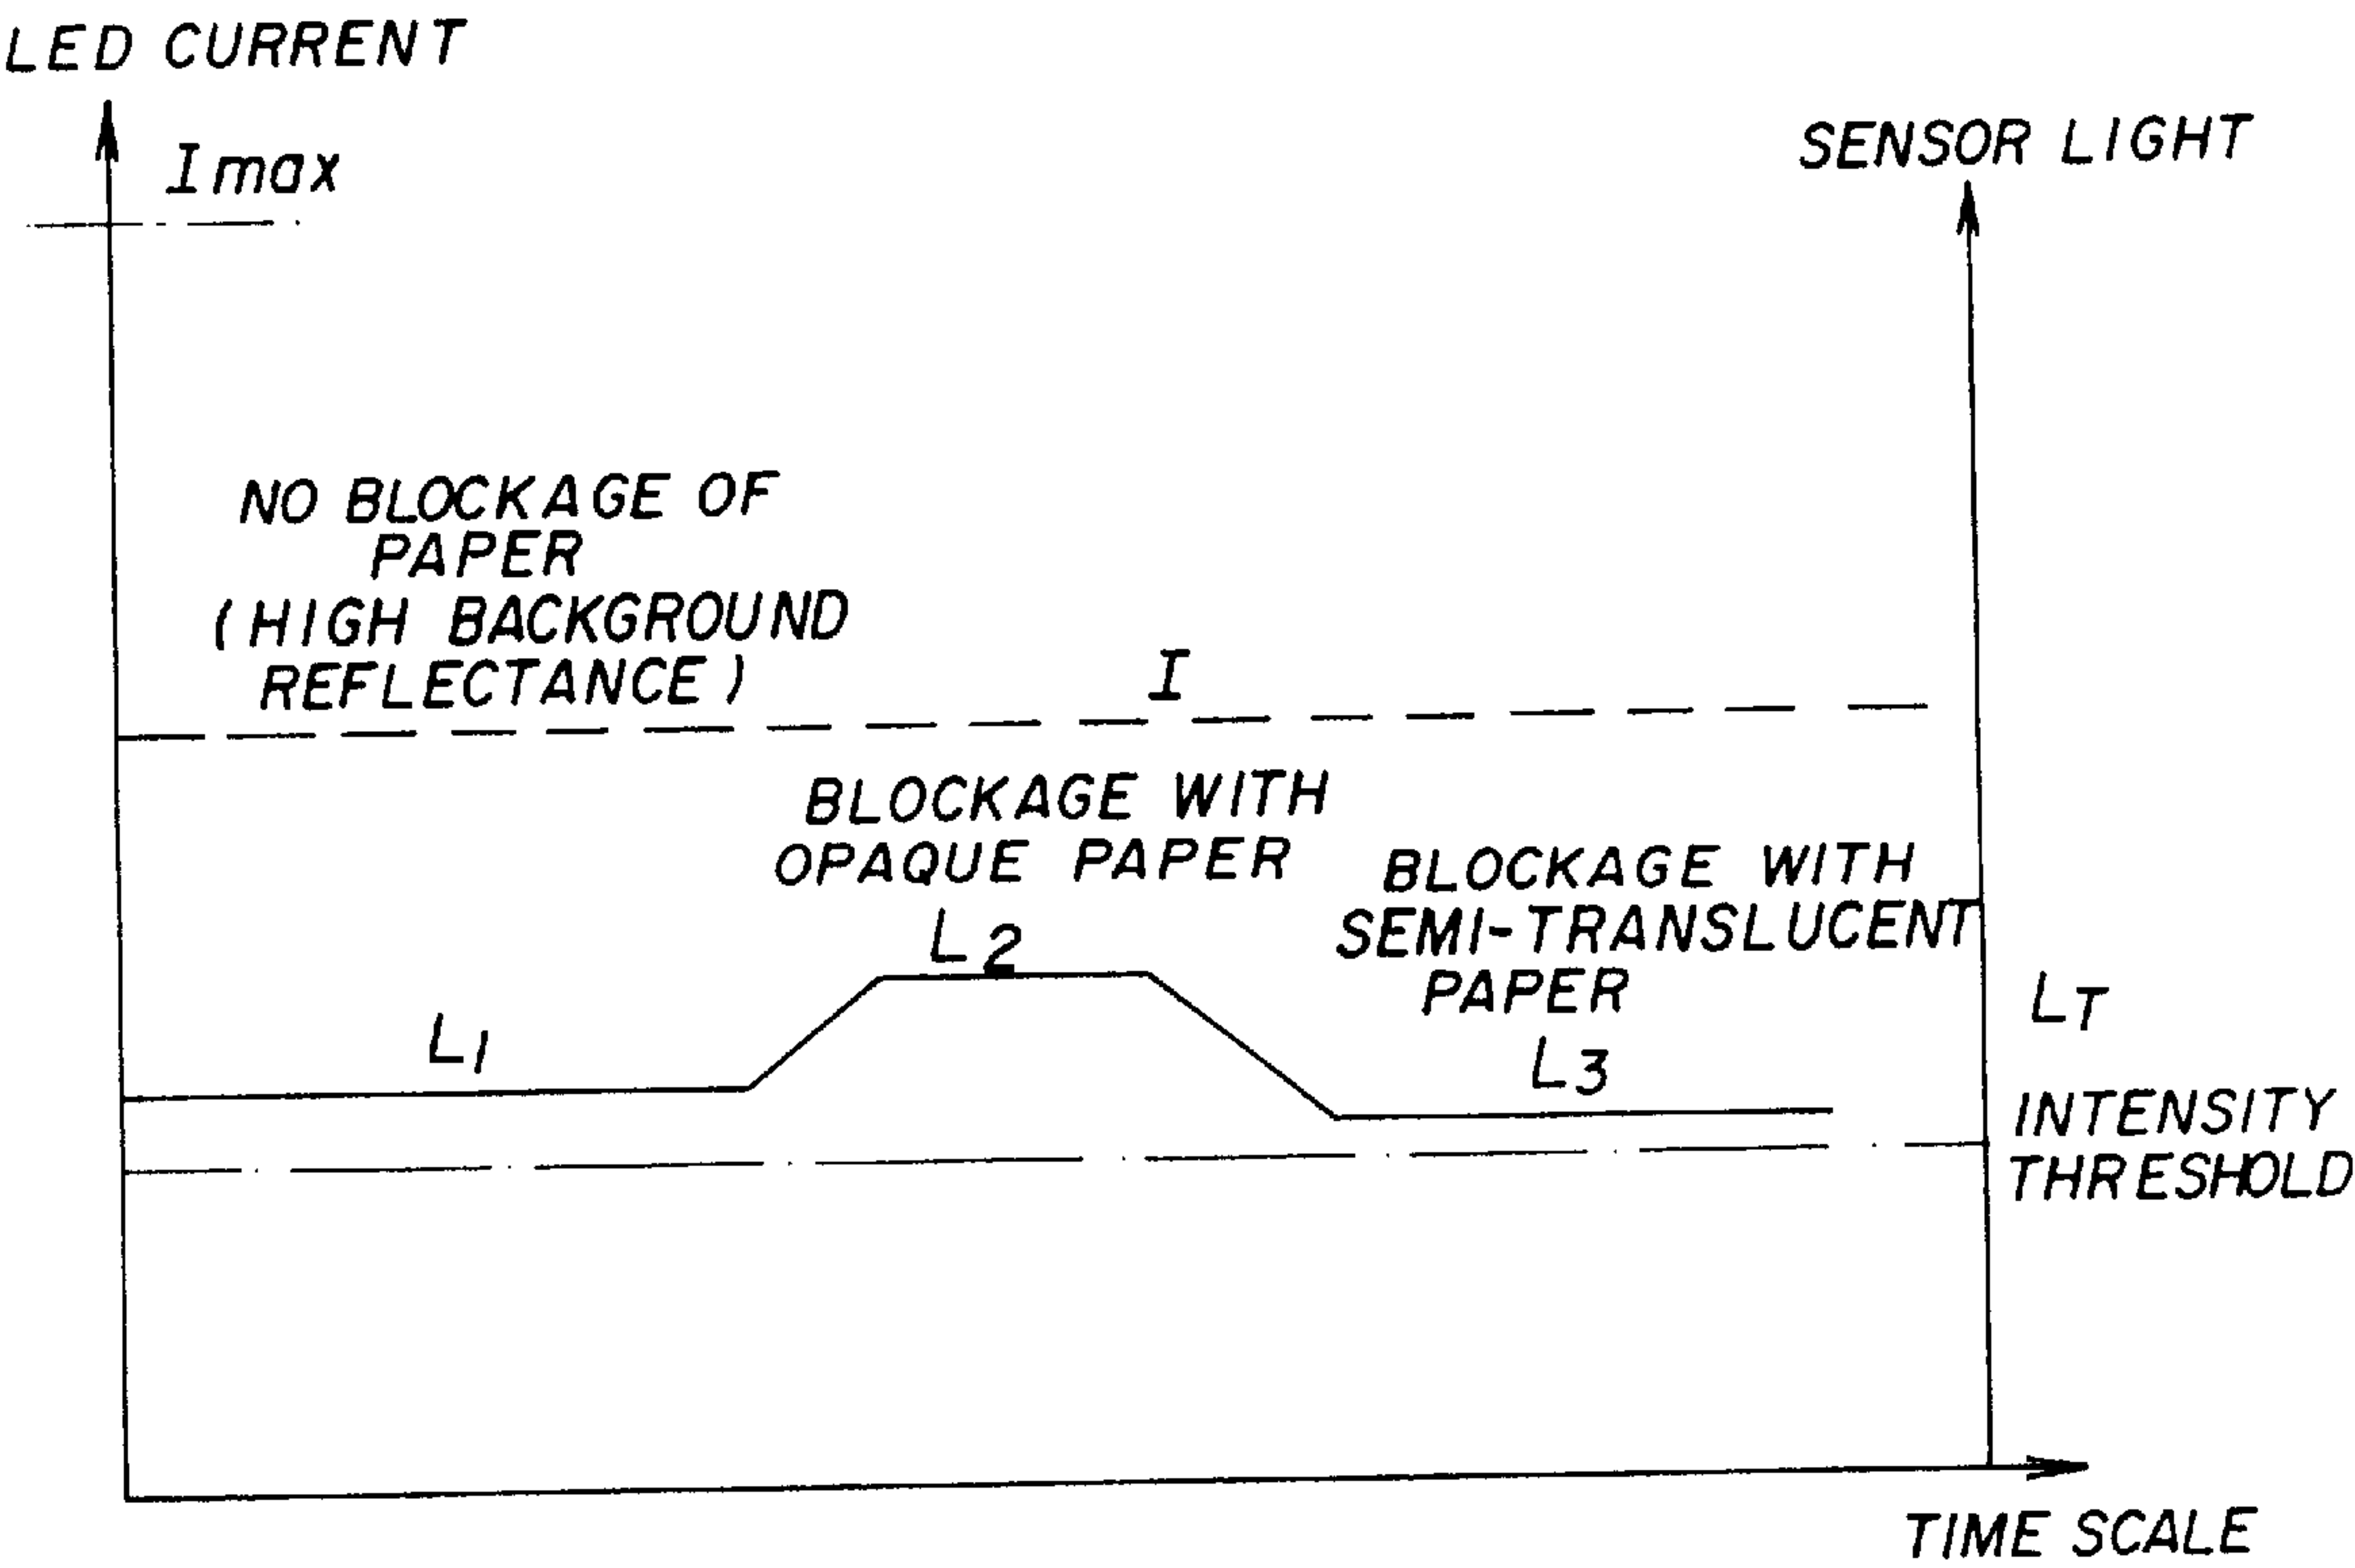 LED CURRENT
Imax
SENSOR LIGHT
NO BLOCKAGE OF
PAPER
(HIGH BACKGROUND
REFLECTANCE)
I
BLOCKAGE WITH
OPAQUE PAPER
L2
BLOCKAGE WITH
SEMI-TRANSLUCENT
PAPER
L3
L1
LT
INTENSITY
THRESHOLD
TIME SCALE